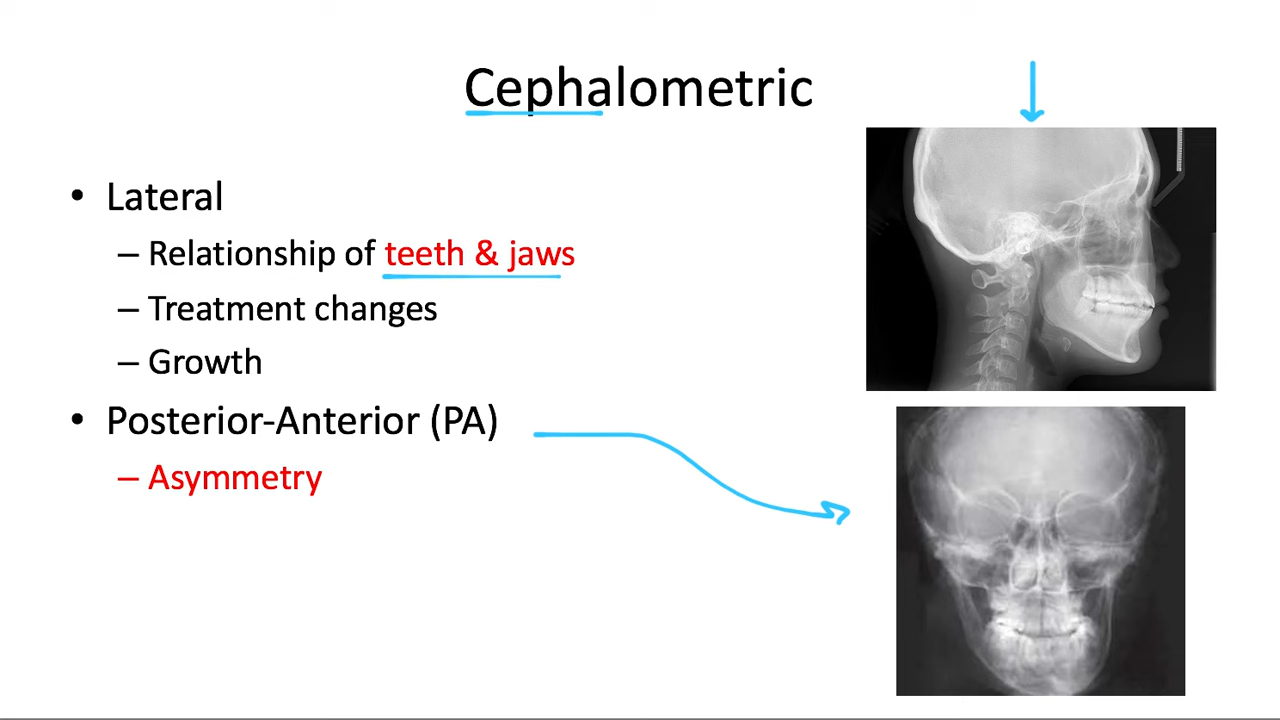 Cephalometric
• Lateral
– Relationship of teeth & jaws
– Treatment changes
– Growth
• Posterior-Anterior (PA)
– Asymmetry